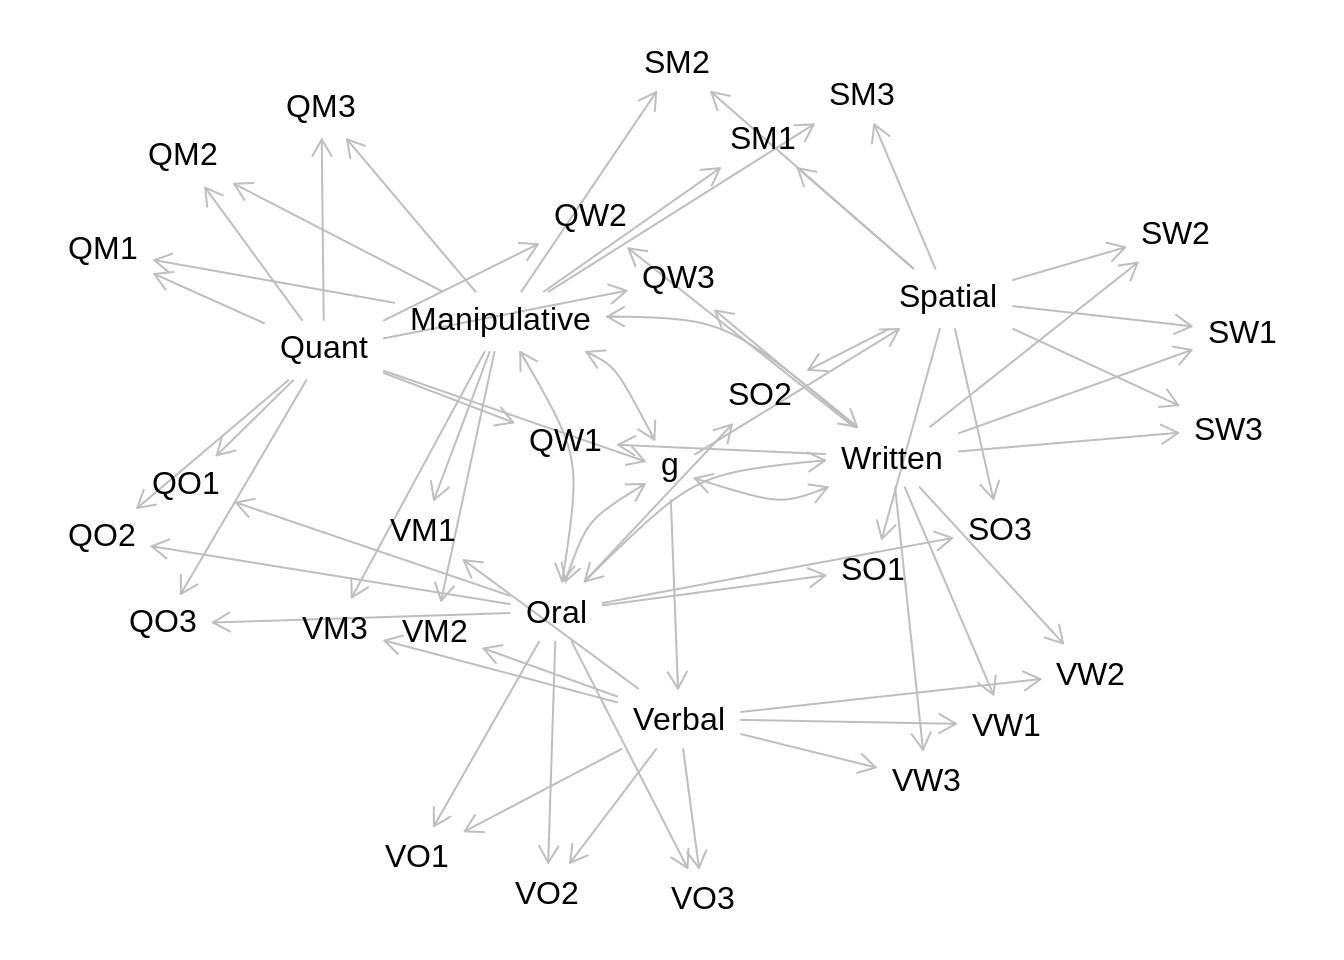 SM2
SM3
QM3
SM1
QM2
QW2
SW2
QM1
QW3
Spatial
Manipulative
SW1
Quant
SO2
SW3
QW1
Written
g
QO1
SO3
VM1
QO2
SO1
Oral
QO3
VM3
VM2
VW2
Verbal
VW1
VW3
VO1
VO2
VO3